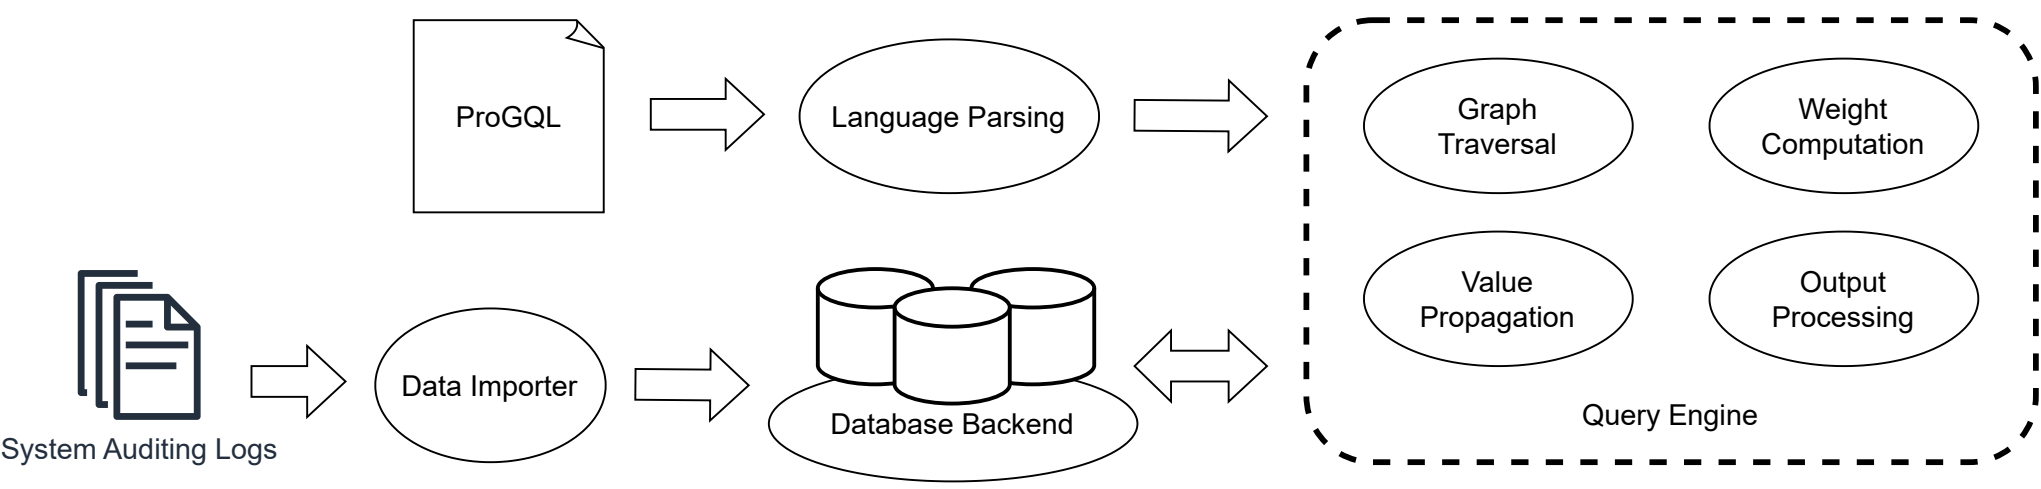 ProGQL
Language Parsing
Graph
Traversal
Weight
Computation
Value
Propagation
Output
Processing
Query Engine
System Auditing Logs
Data Importer
Database Backend